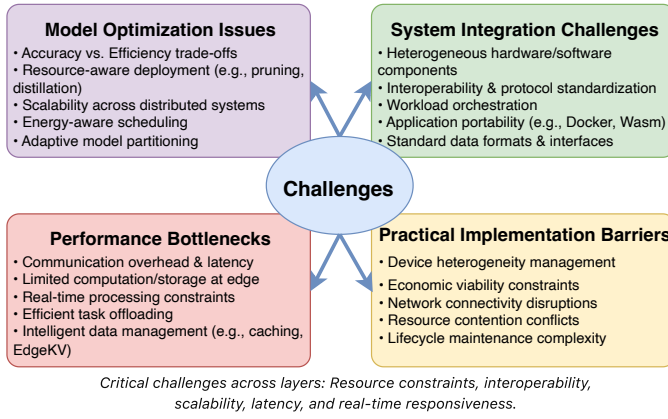 Model Optimization Issues
• Accuracy vs. Efficiency trade-offs
• Resource-aware deployment (e.g., pruning,
distillation)
• Scalability across distributed systems
• Energy-aware scheduling
• Adaptive model partitioning
System Integration Challenges
• Heterogeneous hardware/software
components
• Interoperability & protocol standardization
• Workload orchestration
• Application portability (e.g., Docker, Wasm)
• Standard data formats & interfaces
Challenges
Performance Bottlenecks
• Communication overhead & latency
• Limited computation/storage at edge
• Real-time processing constraints
• Efficient task offloading
• Intelligent data management (e.g., caching,
EdgeKV)
Practical Implementation Barriers
• Device heterogeneity management
• Economic viability constraints
• Network connectivity disruptions
• Resource contention conflicts
• Lifecycle maintenance complexity
Critical challenges across layers: Resource constraints, interoperability,
scalability, latency, and real-time responsiveness.